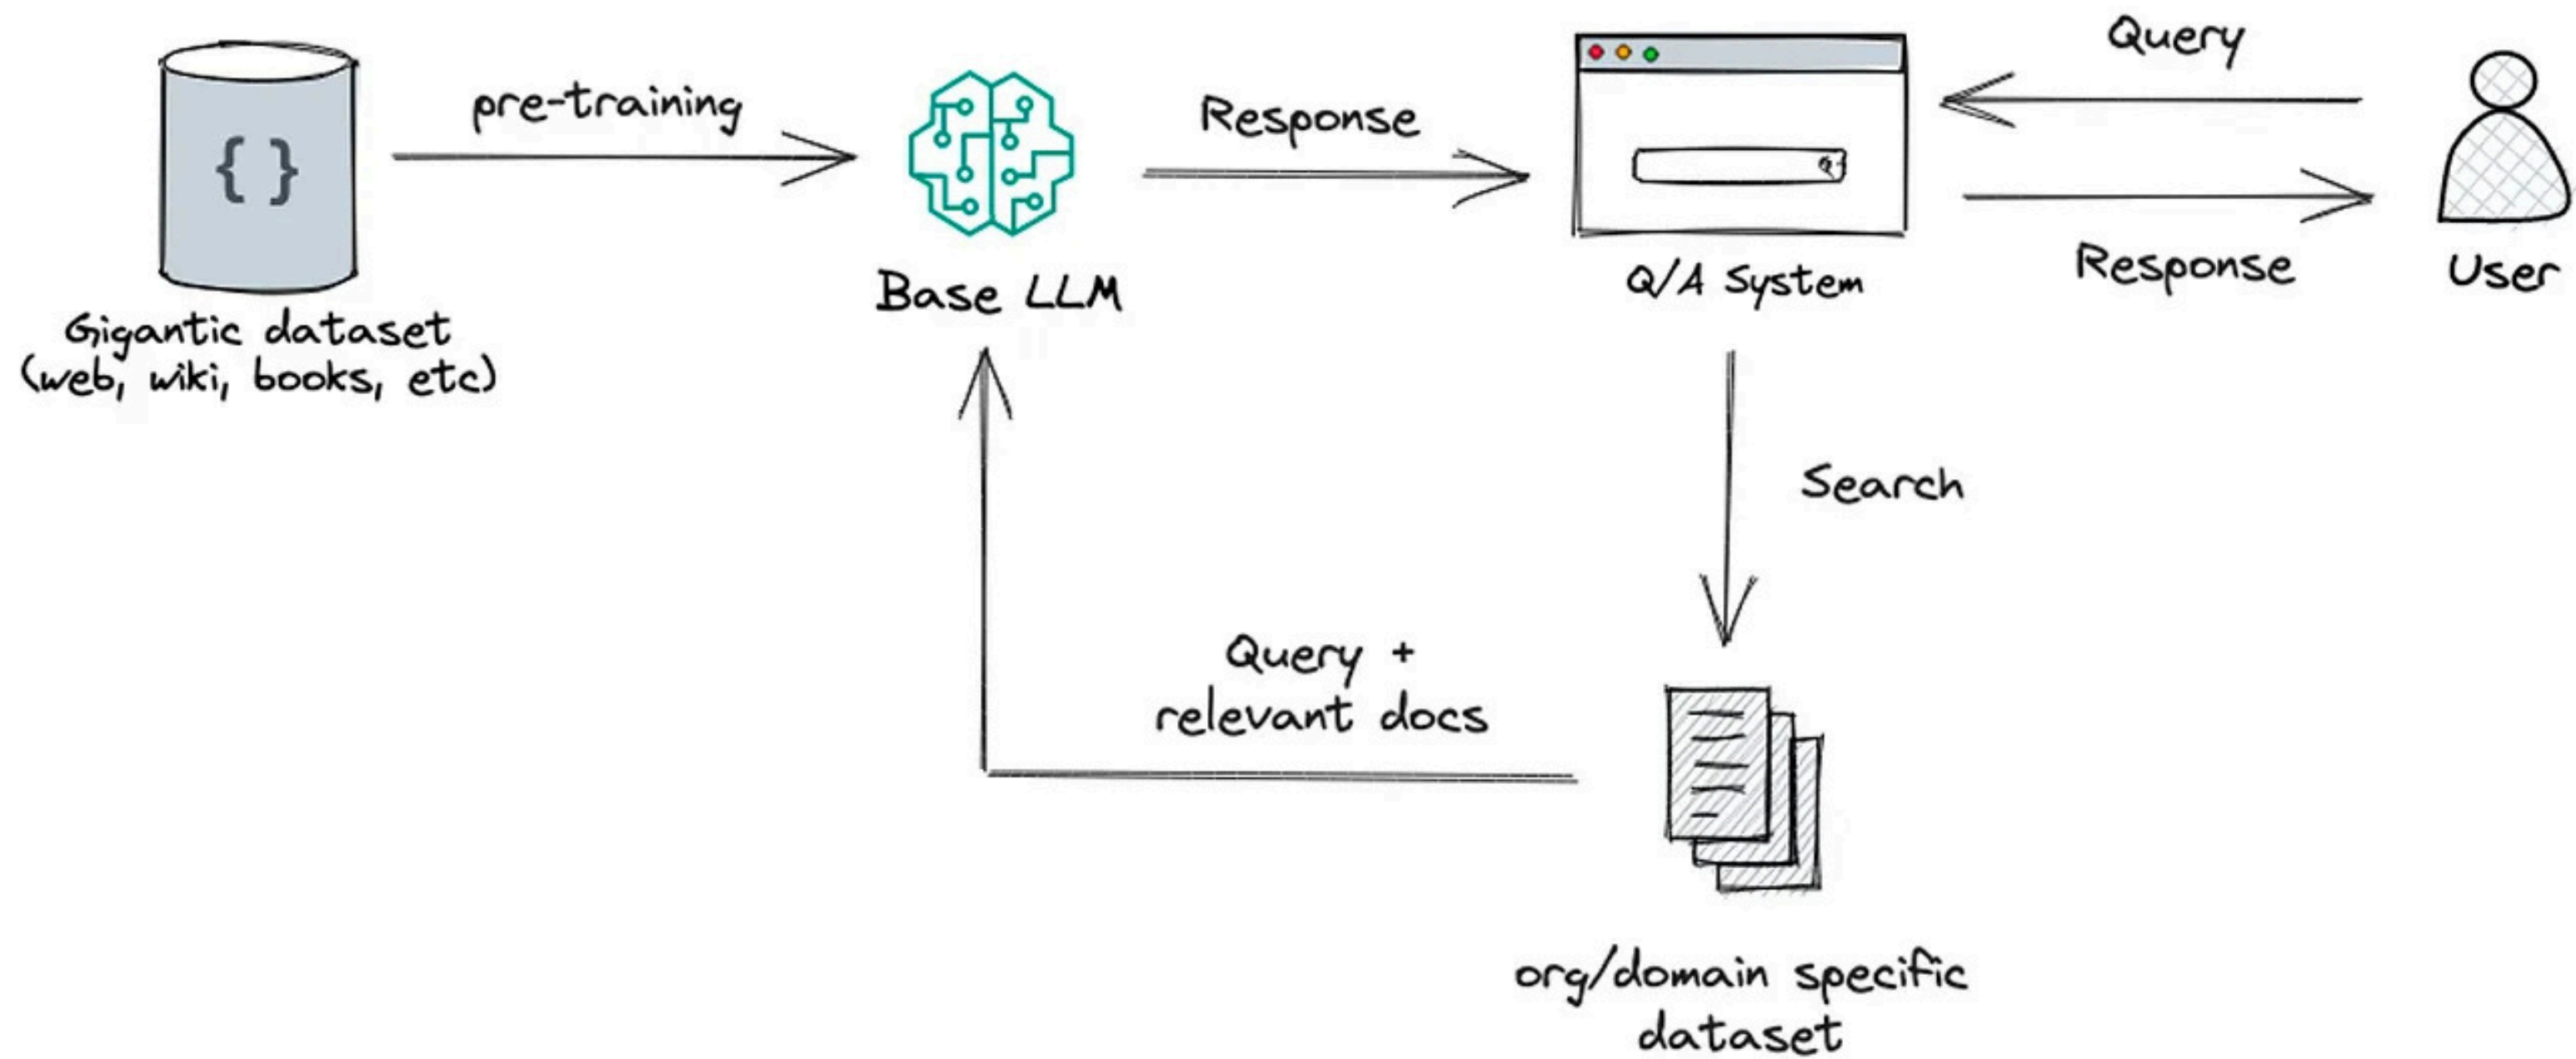 { }
pre-training
Response
Query
Response
Base LLM
Q/A System
User
Gigantic dataset
(web, wiki, books, etc)
Search
Query +
relevant docs
org/domain specific
dataset